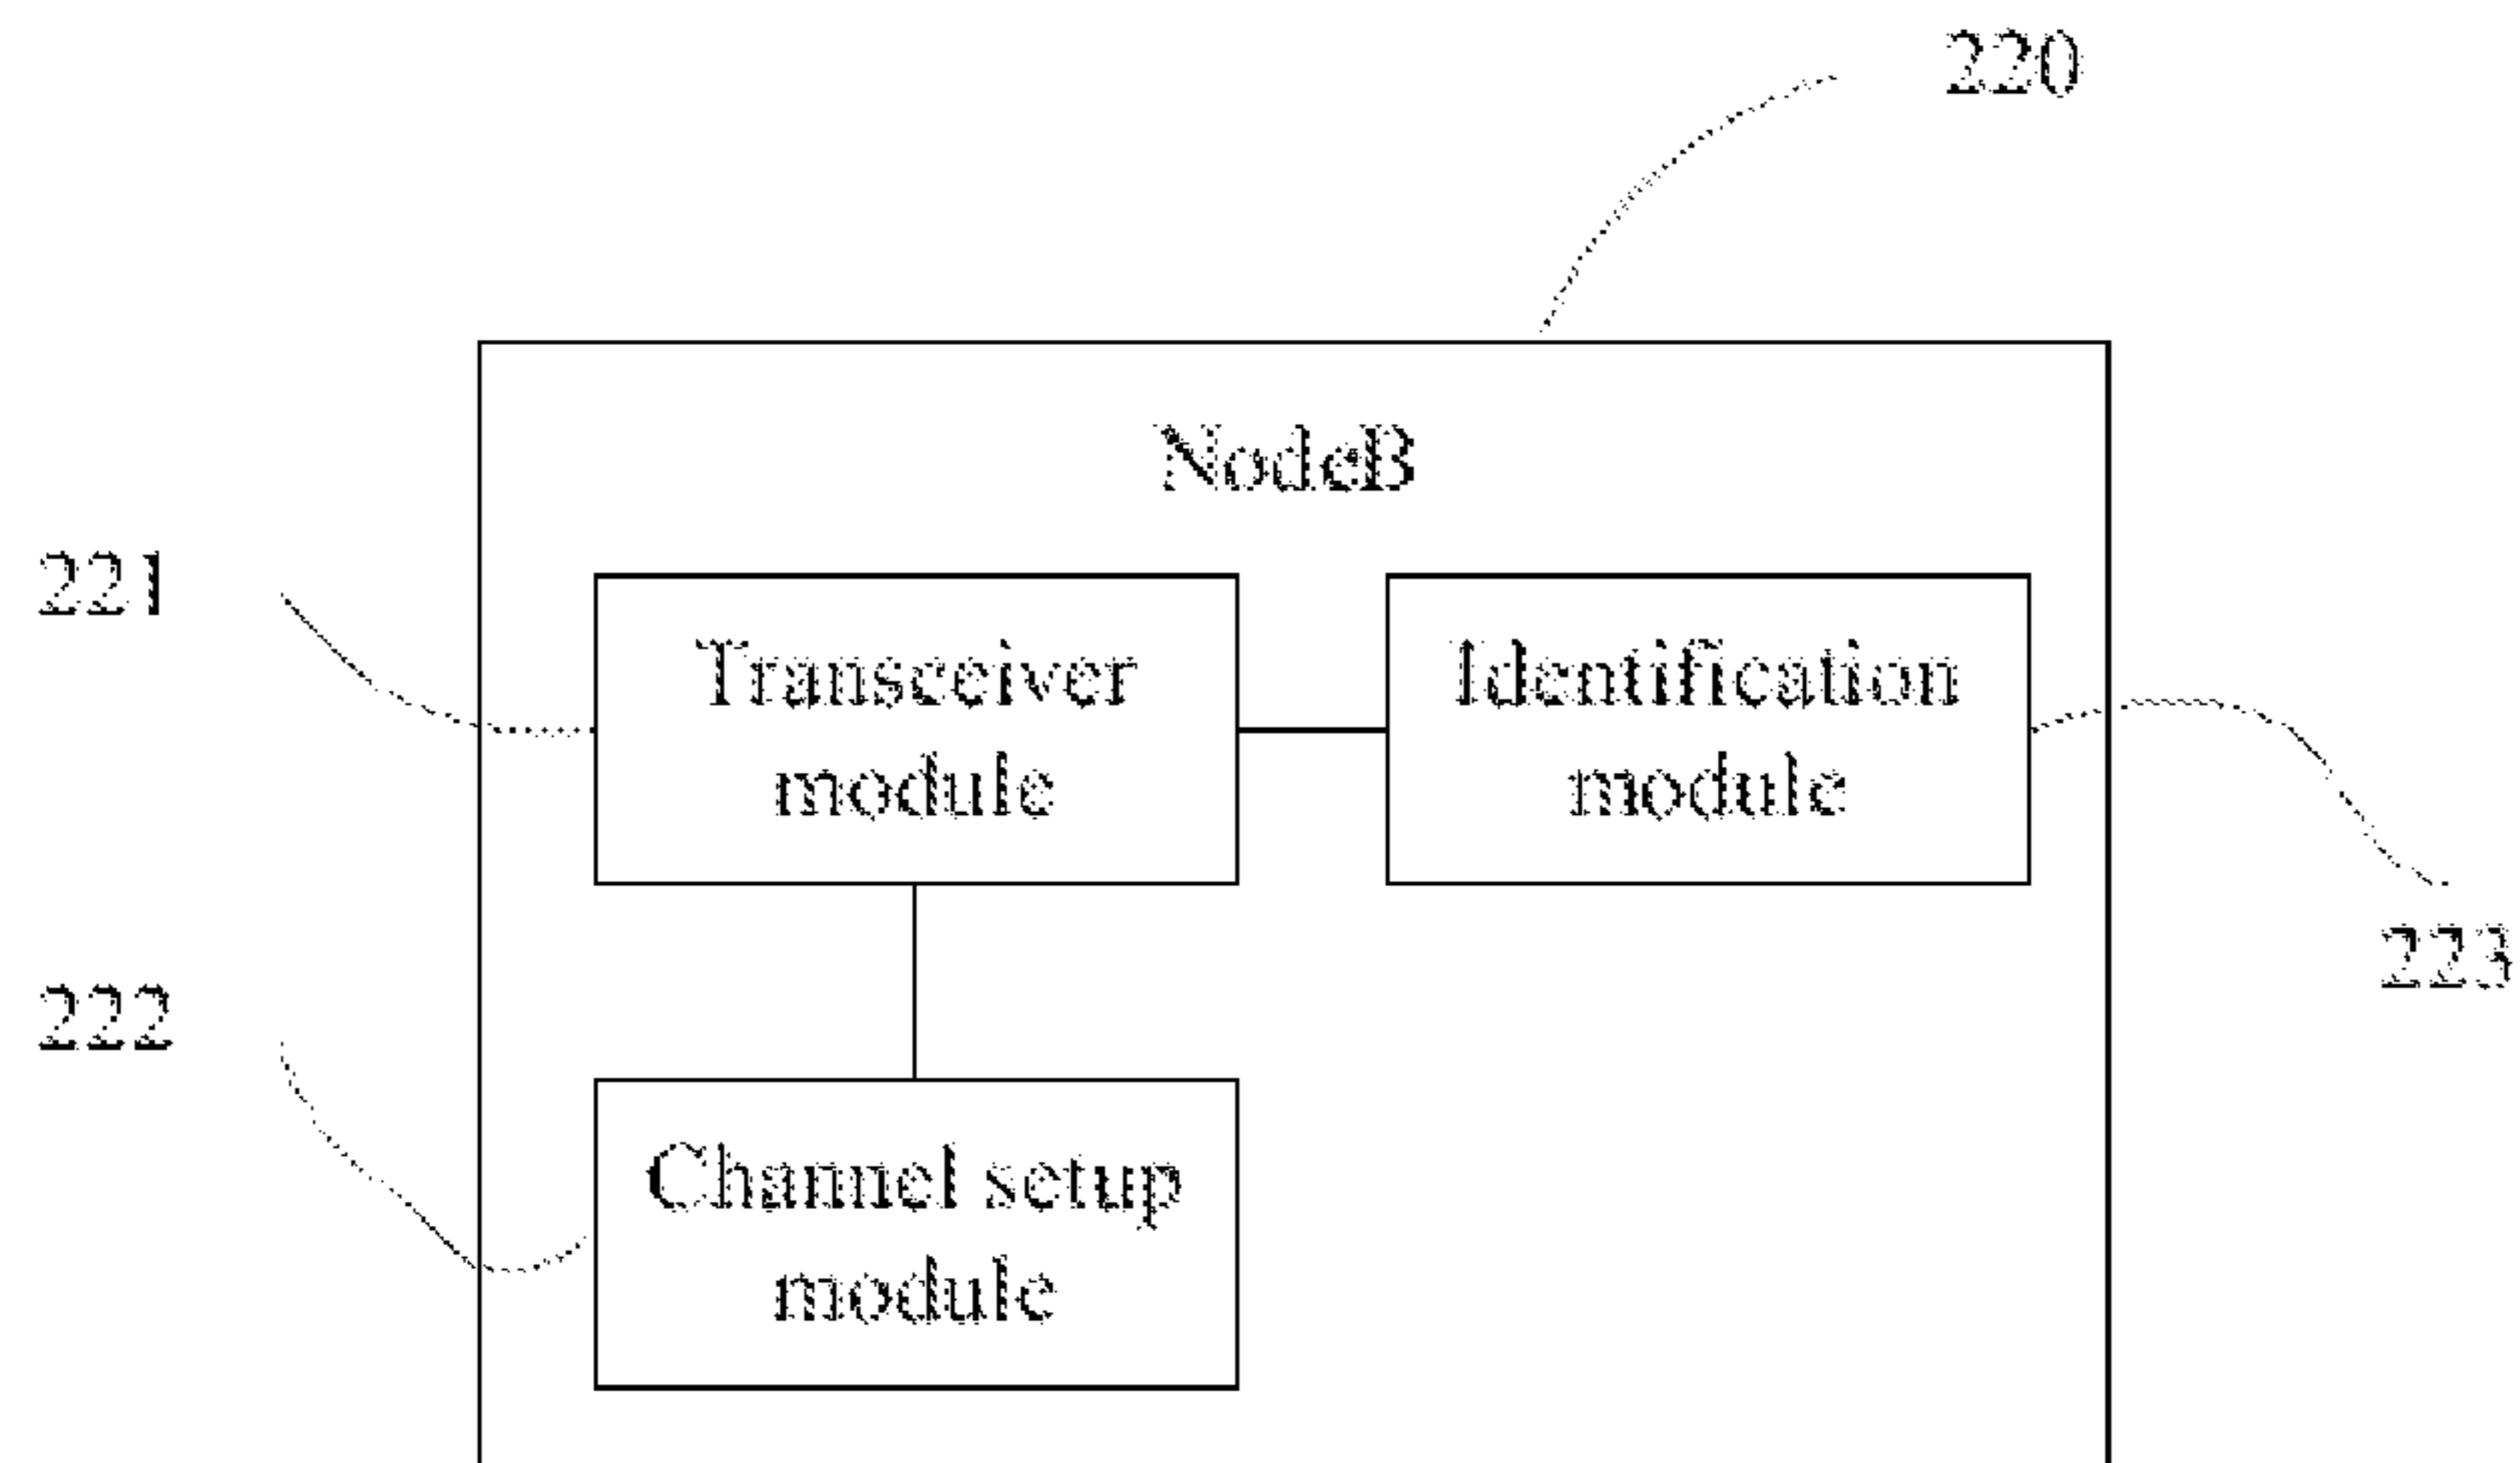 220
NodeB
221
Transceiver
module
Identification
module
223
222
Channel setup
module